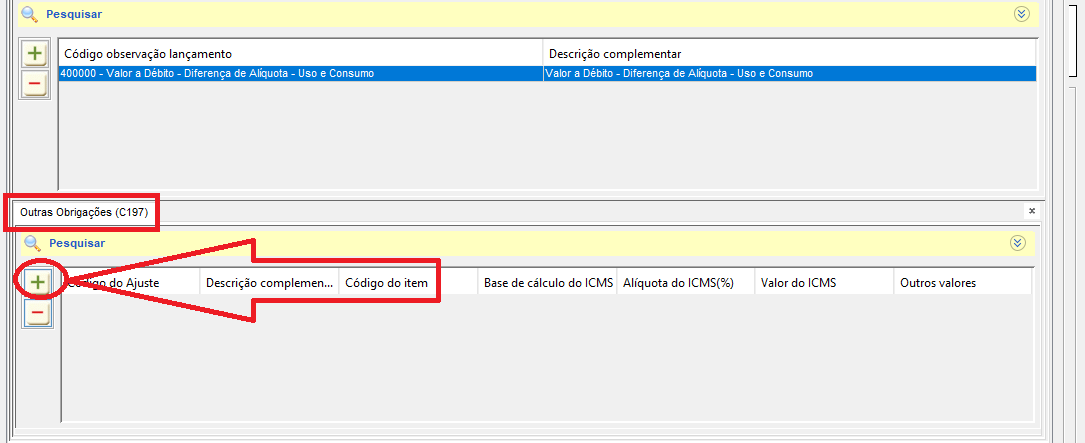 Pesquisar
Código observação lançamento Descrição complementar
400000 - Valor a Débito - Diferença de Alíquota - Uso e Consumo Valor a Débito - Diferença de Alíquota - Uso e Consumo
Outras Obrigações (C197)
Pesquisar
Código do Ajuste Descrição complemen... Código do item Base de cálculo do ICMS Alíquota do ICMS(%) Valor do ICMS Outros valores